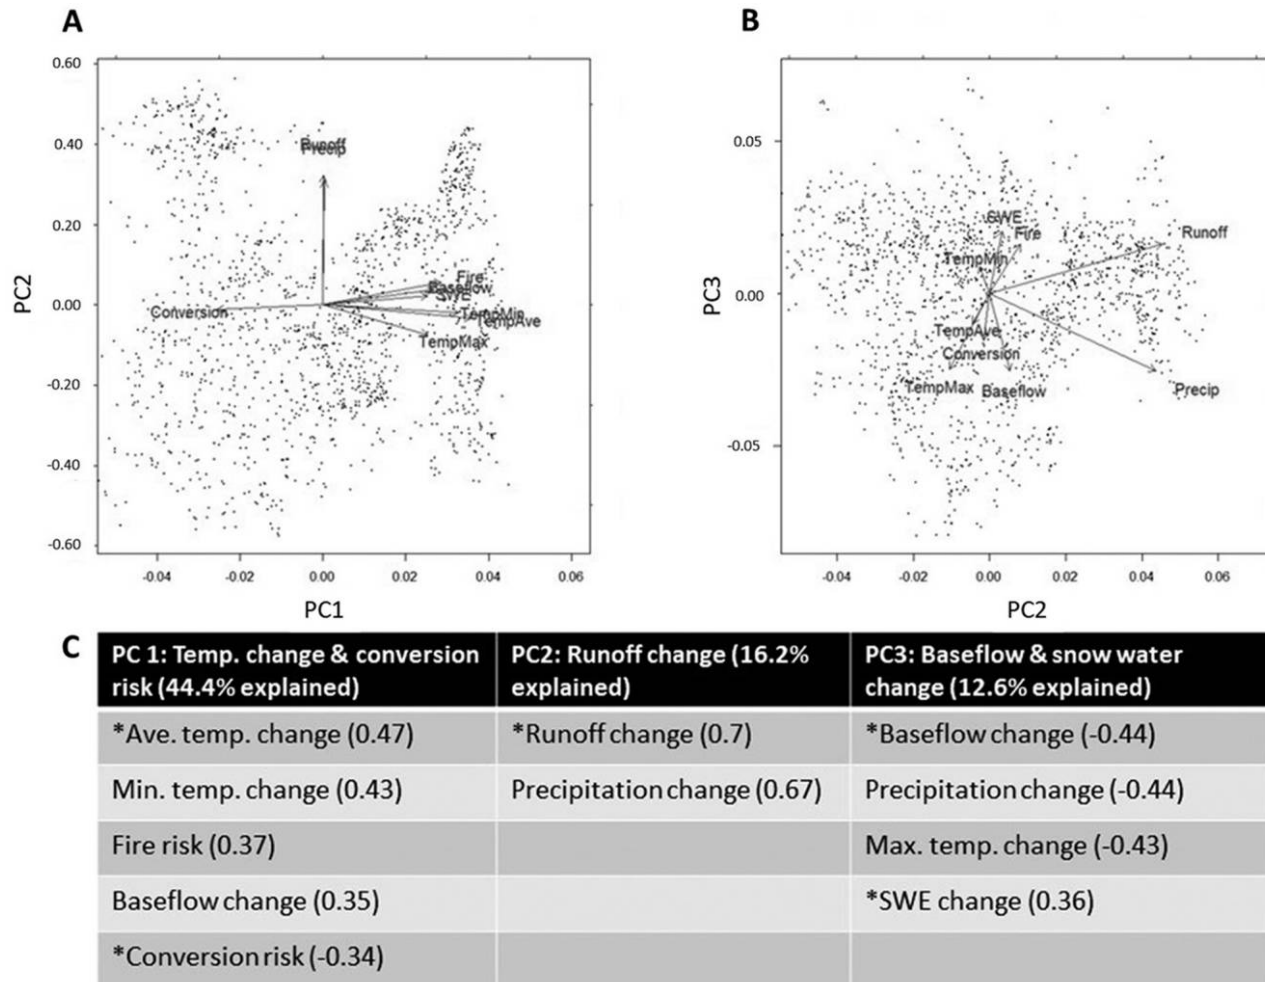 A
B
0.60
0.40
0.20
0.00
-0.20
-0.40
-0.60
PC2
Runoff
Precip
Fire
Baseflow
SWE
Conversion
TempMin
TempAve
TempMax
-0.04
-0.02
0.00
0.02
0.04
0.06
PC1
0.05
0.00
-0.05
PC3
SWE
Fire
Runoff
TempMin
TempAve
Conversion
TempMax
Baseflow
Precip
-0.04
-0.02
0.00
0.02
0.04
0.06
PC2
C
PC 1: Temp. change & conversion
risk (44.4% explained)
PC2: Runoff change (16.2%
explained)
PC3: Baseflow & snow water
change (12.6% explained)
*Ave. temp. change (0.47)
*Runoff change (0.7)
*Baseflow change (-0.44)
Min. temp. change (0.43)
Precipitation change (0.67)
Precipitation change (-0.44)
Fire risk (0.37)
Max. temp. change (-0.43)
Baseflow change (0.35)
*SWE change (0.36)
*Conversion risk (-0.34)